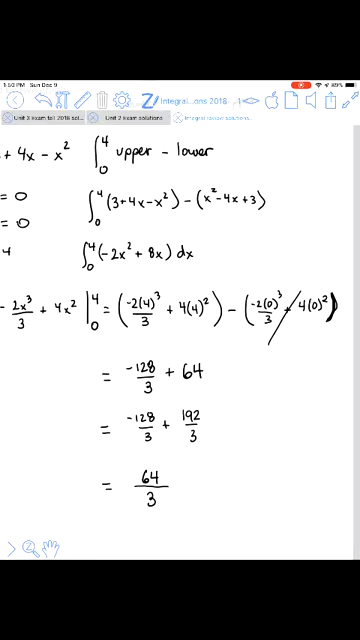 1:50 PM Sun Dec 9 89%
Integral...ons 2018 -
Unit 3 exam fall 2018 sol... Unit 2 exam solutions Integral review solutions
+ 4x - x² ∫₀⁴ upper - lower
= 0 ∫₀⁴ (3+4x-x²) - (x²-4x+3)
= 0
4 ∫₀⁴ (-2x² + 8x) dx
- 2x³/3 + 4x² |₀⁴ = (-2(4)³/3 + 4(4)²) - (-2(0)³/3 + 4(0)²)
= -128/3 + 64
= -128/3 + 192/3
= 64/3